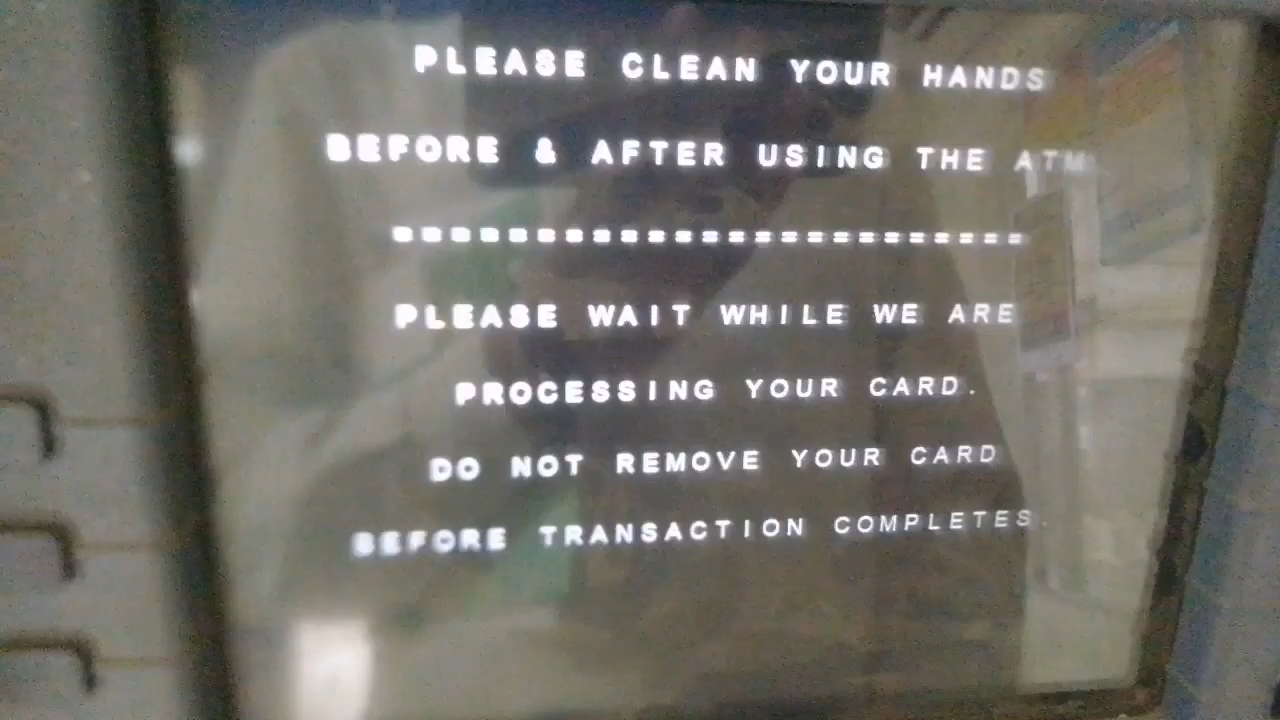 PLEASE CLEAN YOUR HANDS
BEFORE & AFTER USING THE ATM
========================
PLEASE WAIT WHILE WE ARE
PROCESSING YOUR CARD.
DO NOT REMOVE YOUR CARD
BEFORE TRANSACTION COMPLETES.